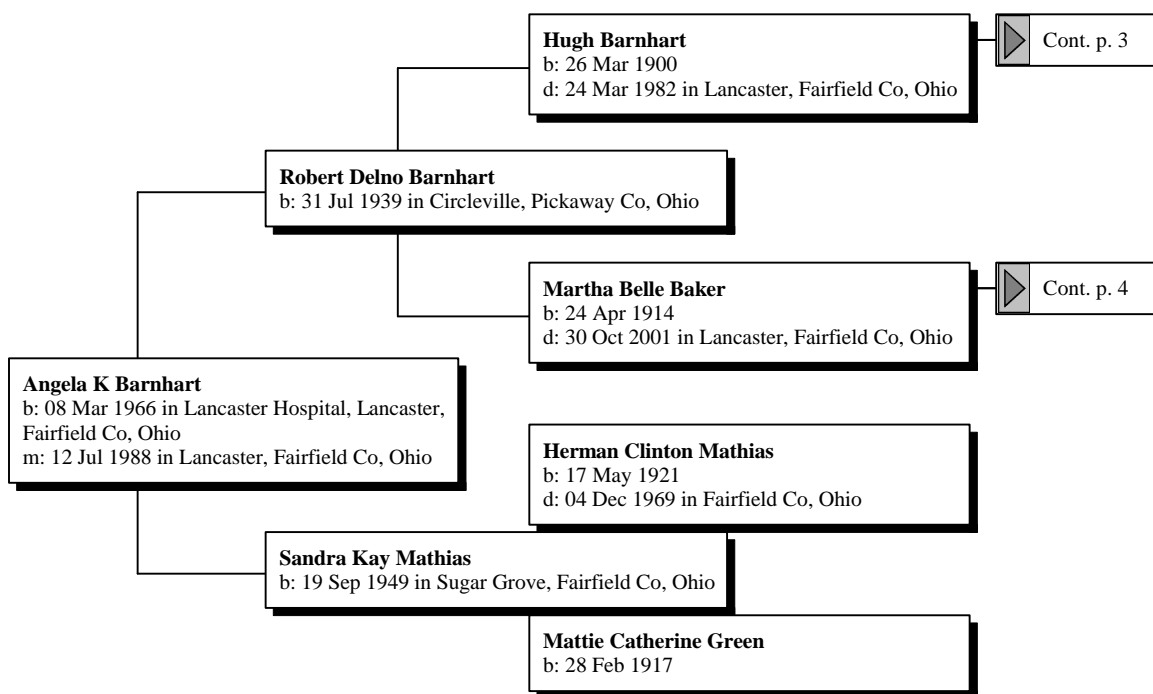 Hugh Barnhart
b: 26 Mar 1900
d: 24 Mar 1982 in Lancaster, Fairfield Co, Ohio
Cont. p. 3
Robert Delno Barnhart
b: 31 Jul 1939 in Circleville, Pickaway Co, Ohio
Martha Belle Baker
b: 24 Apr 1914
d: 30 Oct 2001 in Lancaster, Fairfield Co, Ohio
Cont. p. 4
Angela K Barnhart
b: 08 Mar 1966 in Lancaster Hospital, Lancaster,
Fairfield Co, Ohio
m: 12 Jul 1988 in Lancaster, Fairfield Co, Ohio
Herman Clinton Mathias
b: 17 May 1921
d: 04 Dec 1969 in Fairfield Co, Ohio
Sandra Kay Mathias
b: 19 Sep 1949 in Sugar Grove, Fairfield Co, Ohio
Mattie Catherine Green
b: 28 Feb 1917